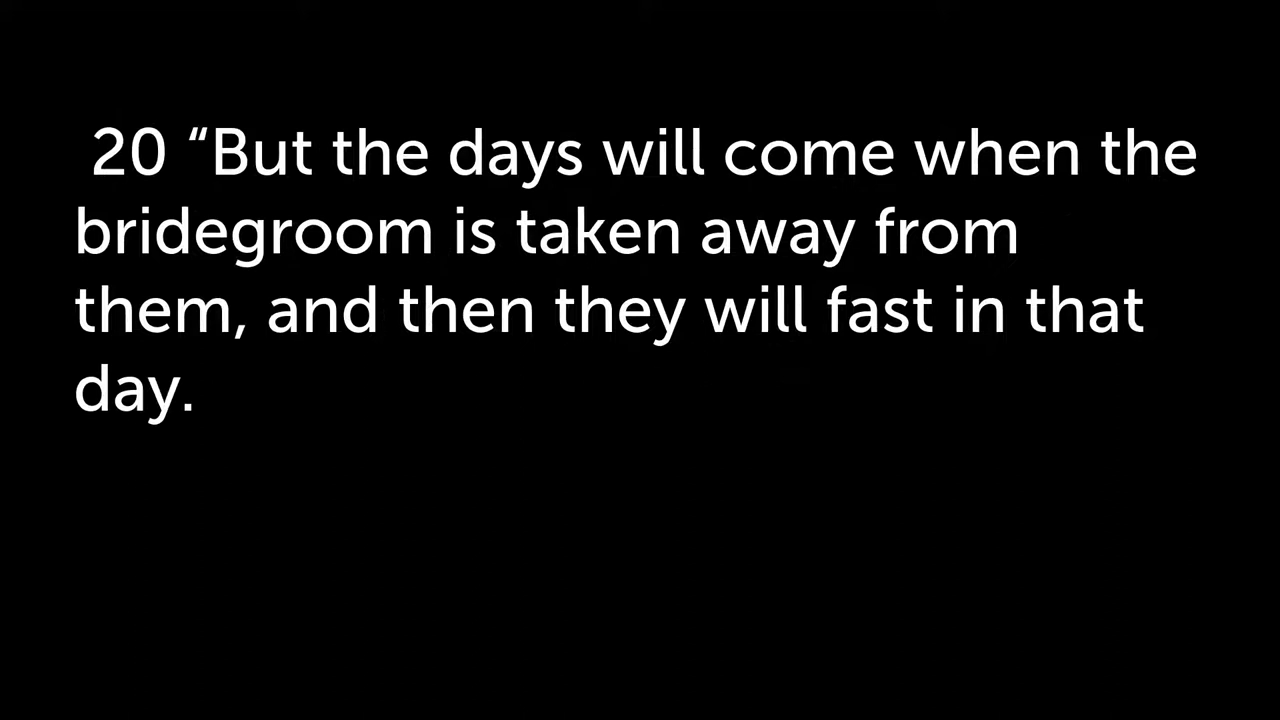 20 “But the days will come when the
bridegroom is taken away from
them, and then they will fast in that
day.